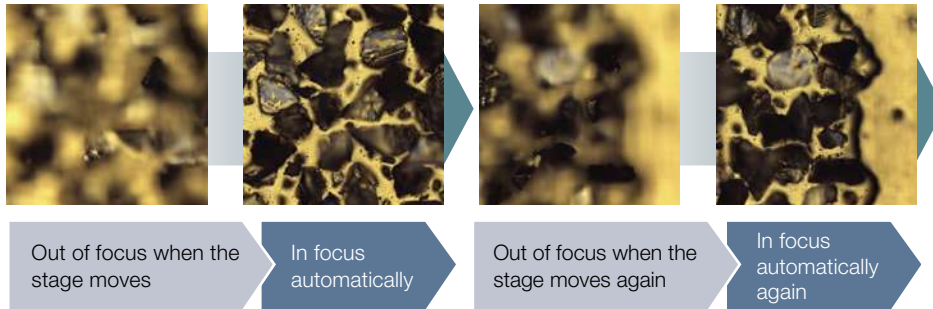 Out of focus when the
stage moves
In focus
automatically
Out of focus when the
stage moves again
In focus
automatically
again